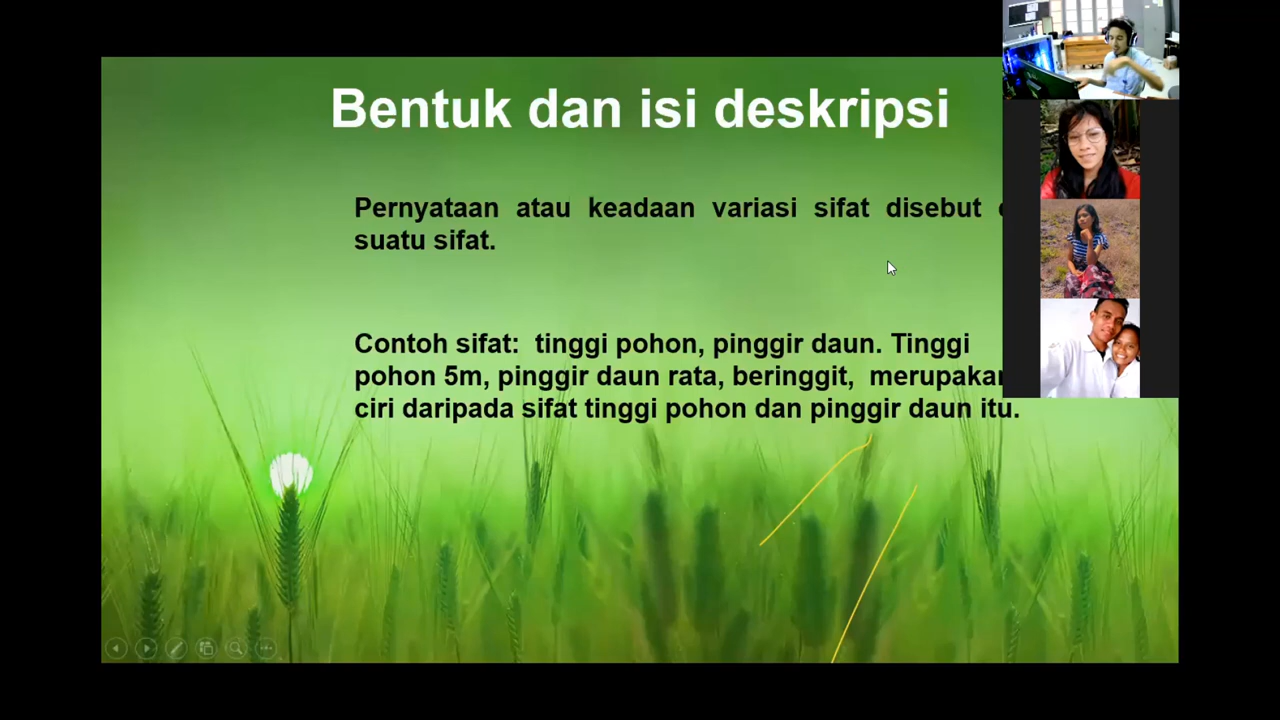 Bentuk dan isi deskripsi
Pernyataan atau keadaan variasi sifat disebut
suatu sifat.
Contoh sifat: tinggi pohon, pinggir daun. Tinggi
pohon 5m, pinggir daun rata, beringgit, merupakan
ciri daripada sifat tinggi pohon dan pinggir daun itu.